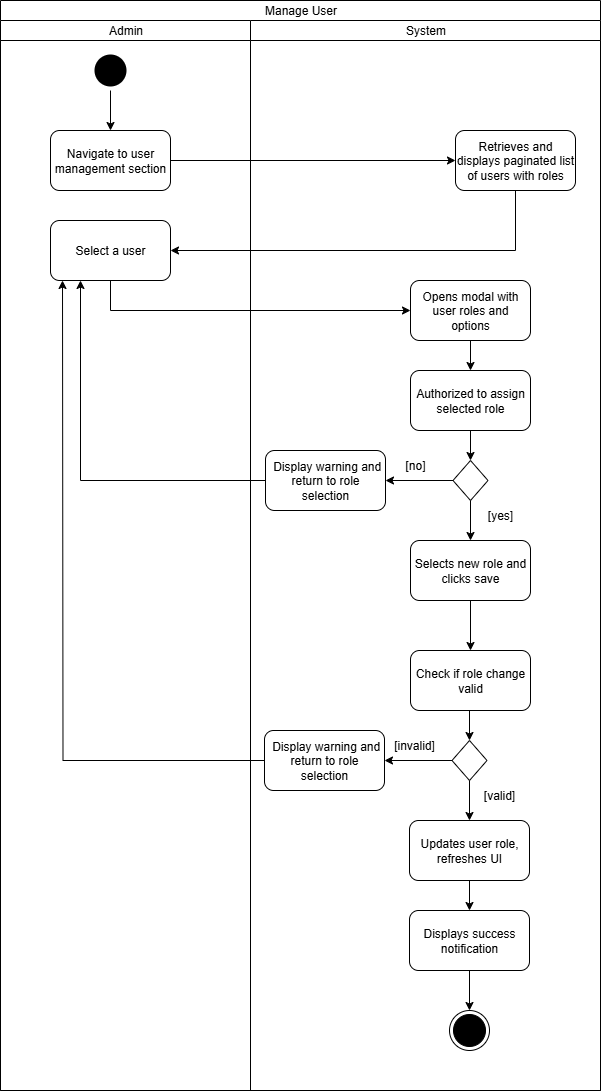 Manage User
Admin
System
Navigate to user
management section
Retrieves and
displays paginated list
of users with roles
Select a user
Opens modal with
user roles and
options
Authorized to assign
selected role
Display warning and
return to role
selection
[no]
[yes]
Selects new role and
clicks save
Check if role change
valid
Display warning and
return to role
selection
[invalid]
[valid]
Updates user role,
refreshes UI
Displays success
notification